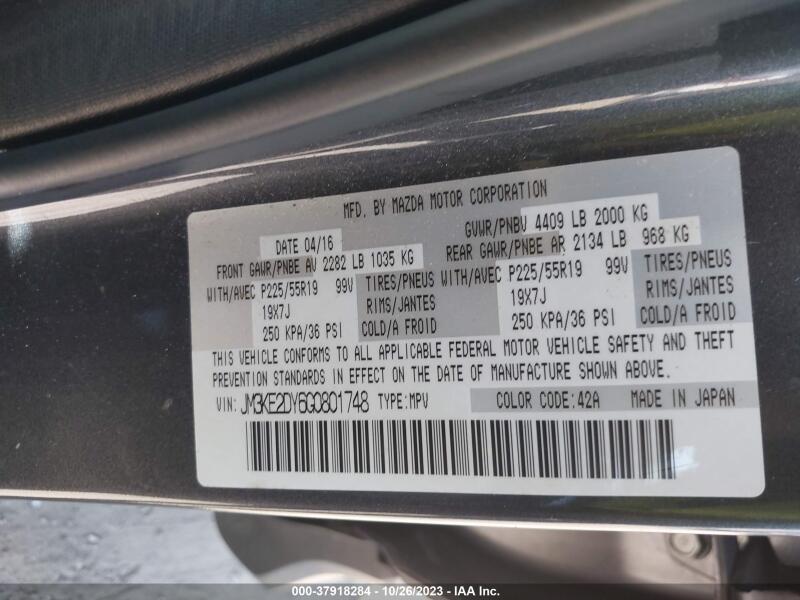 MFD. BY MAZDA MOTOR CORPORATION
DATE 04/16 GVWR/PNBV 4409 LB 2000 KG
FRONT GAWR/PNBE AV 2282 LB 1035 KG REAR GAWR/PNBE AR 2134 LB 968 KG
WITH/AVEC P225/55R19 99V TIRES/PNEUS WITH/AVEC P225/55R19 99V TIRES/PNEUS
19X7J RIMS/JANTES 19X7J RIMS/JANTES
250 KPA/36 PSI COLD/A FROID 250 KPA/36 PSI COLD/A FROID
THIS VEHICLE CONFORMS TO ALL APPLICABLE FEDERAL MOTOR VEHICLE SAFETY AND THEFT
PREVENTION STANDARDS IN EFFECT ON THE DATE OF MANUFACTURE SHOWN ABOVE.
VIN: JM3KE2DY6G0801748 TYPE:MPV COLOR CODE:42A MADE IN JAPAN
000-37918284 - 10/26/2023 - IAA, Inc.